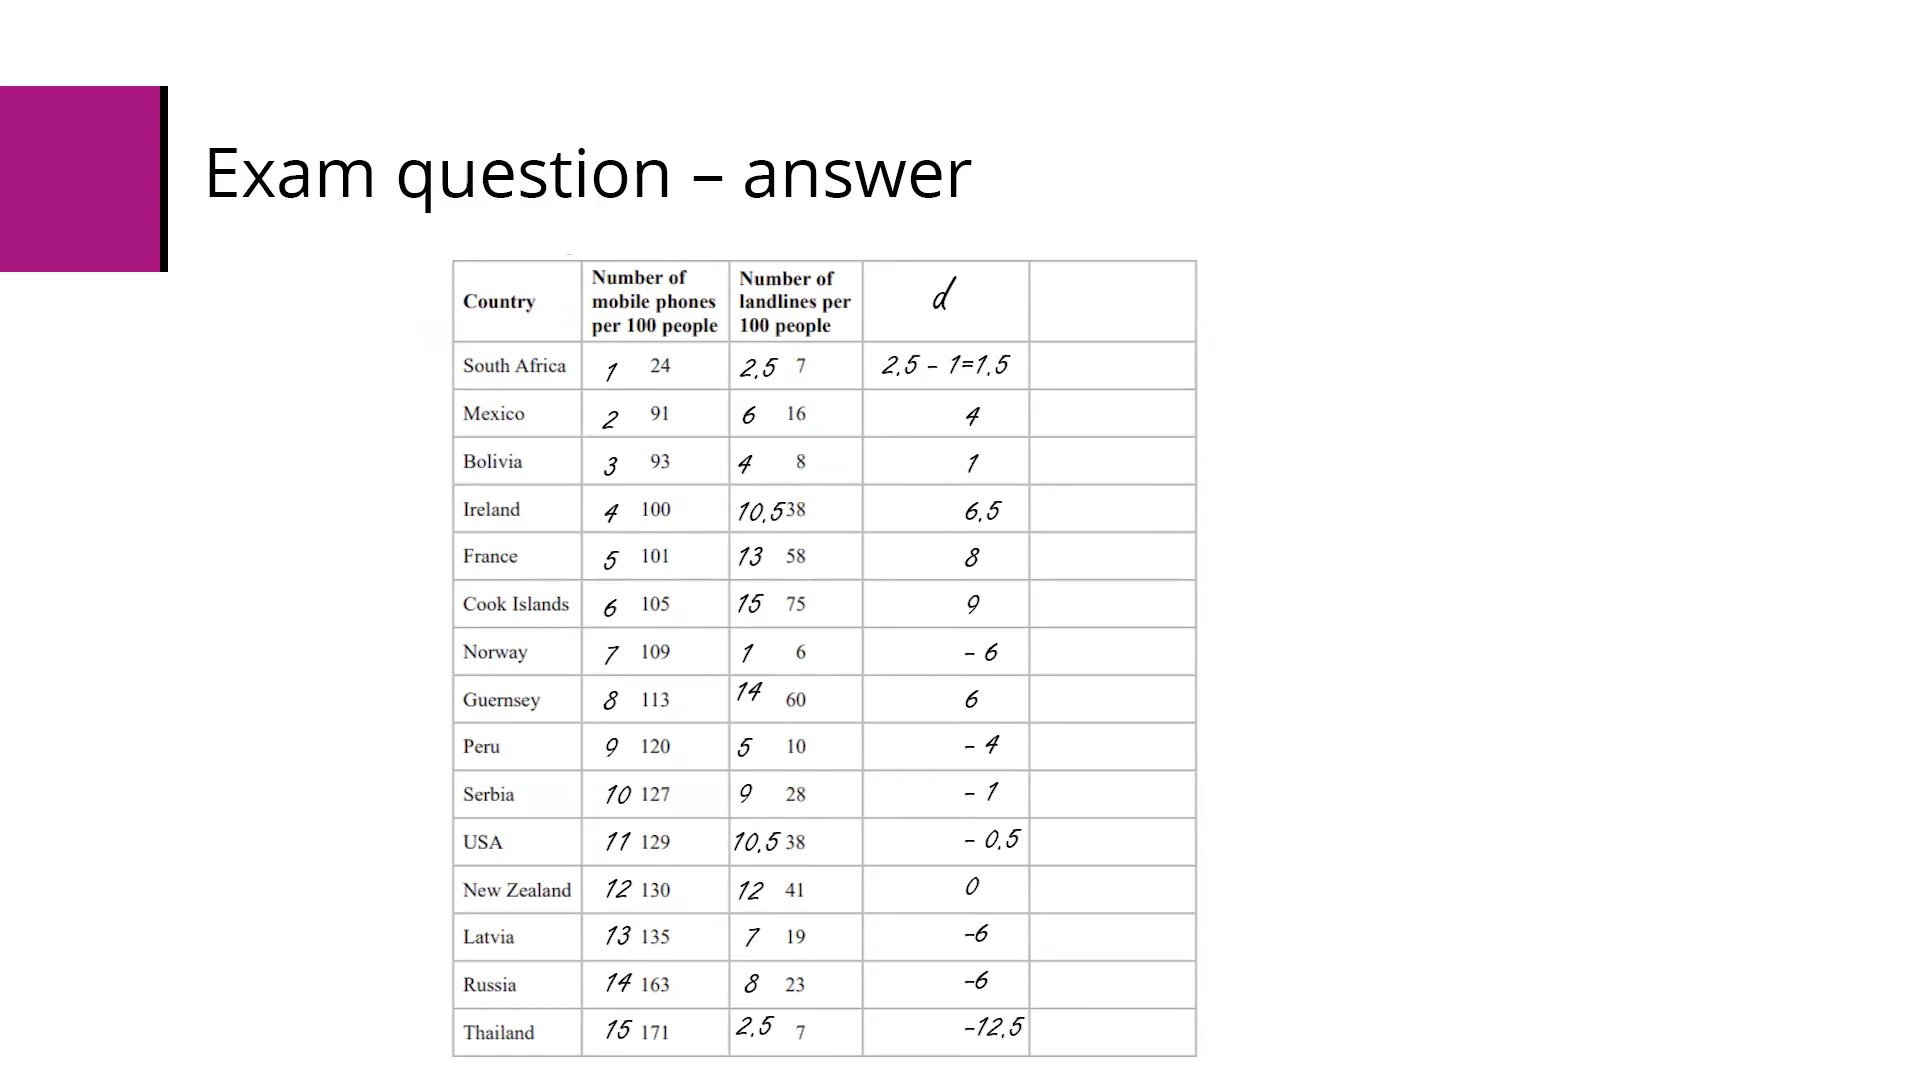 Exam question – answer
Country Number of mobile phones per 100 people Number of landlines per 100 people d
South Africa 1 24 2.5 7 2.5 - 1=1.5
Mexico 2 91 6 16 4
Bolivia 3 93 4 8 1
Ireland 4 100 10.5 38 6.5
France 5 101 13 58 8
Cook Islands 6 105 15 75 9
Norway 7 109 1 6 - 6
Guernsey 8 113 14 60 6
Peru 9 120 5 10 - 4
Serbia 10 127 9 28 - 1
USA 11 129 10.5 38 - 0.5
New Zealand 12 130 12 41 0
Latvia 13 135 7 19 -6
Russia 14 163 8 23 -6
Thailand 15 171 2.5 7 -12.5